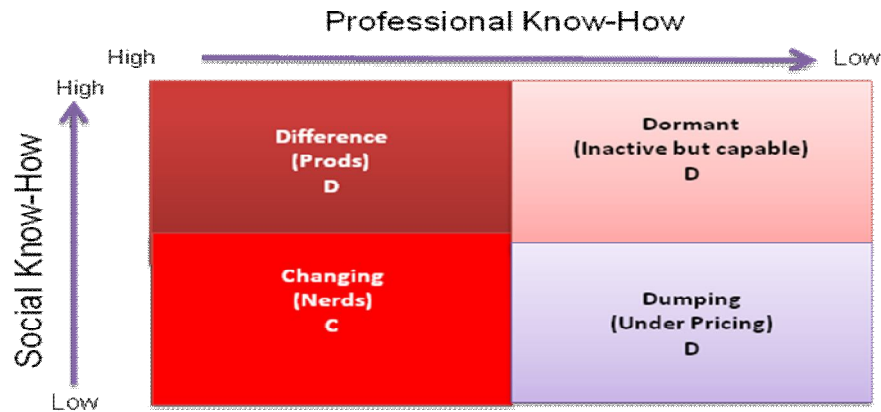 Professional Know-How
High
Low
High
Social Know-How
Low
Difference
(Prods)
D
Dormant
(Inactive but capable)
D
Changing
(Nerds)
C
Dumping
(Under Pricing)
D